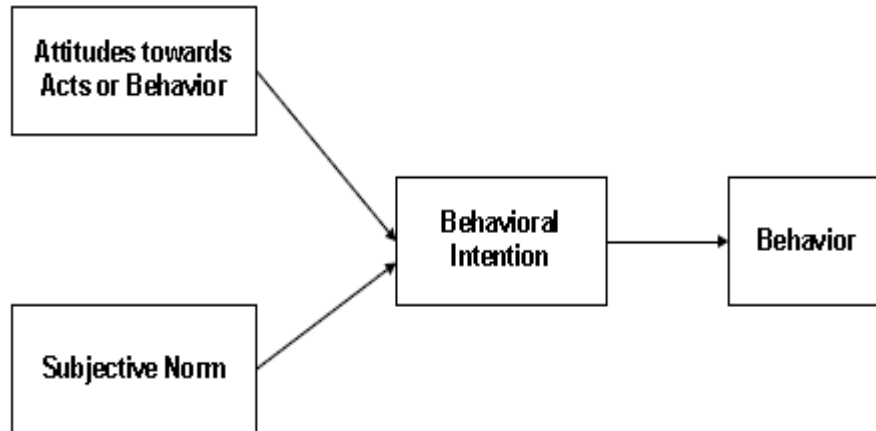 Attitudes towards
Acts or Behavior
Behavioral
Intention
Behavior
Subjective Norm